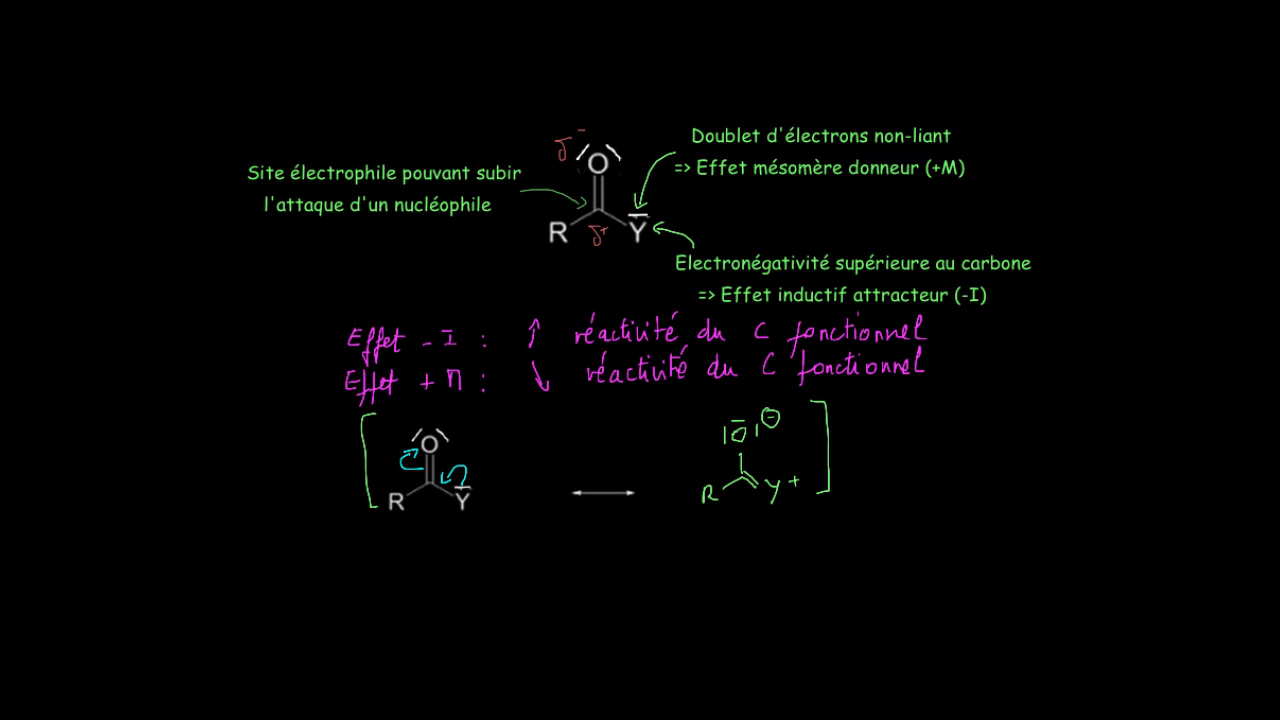 Doublet d'électrons non-liant
=> Effet mésomère donneur (+M)
Site électrophile pouvant subir
l'attaque d'un nucléophile
δ-
O
R
δ+
Y
Electronégativité supérieure au carbone
=> Effet inductif attracteur (-I)
Effet - I : ↑ réactivité du C fonctionnel
Effet + M : ↓ réactivité du C fonctionnel
O
R
Y
O ⊖
R
Y +